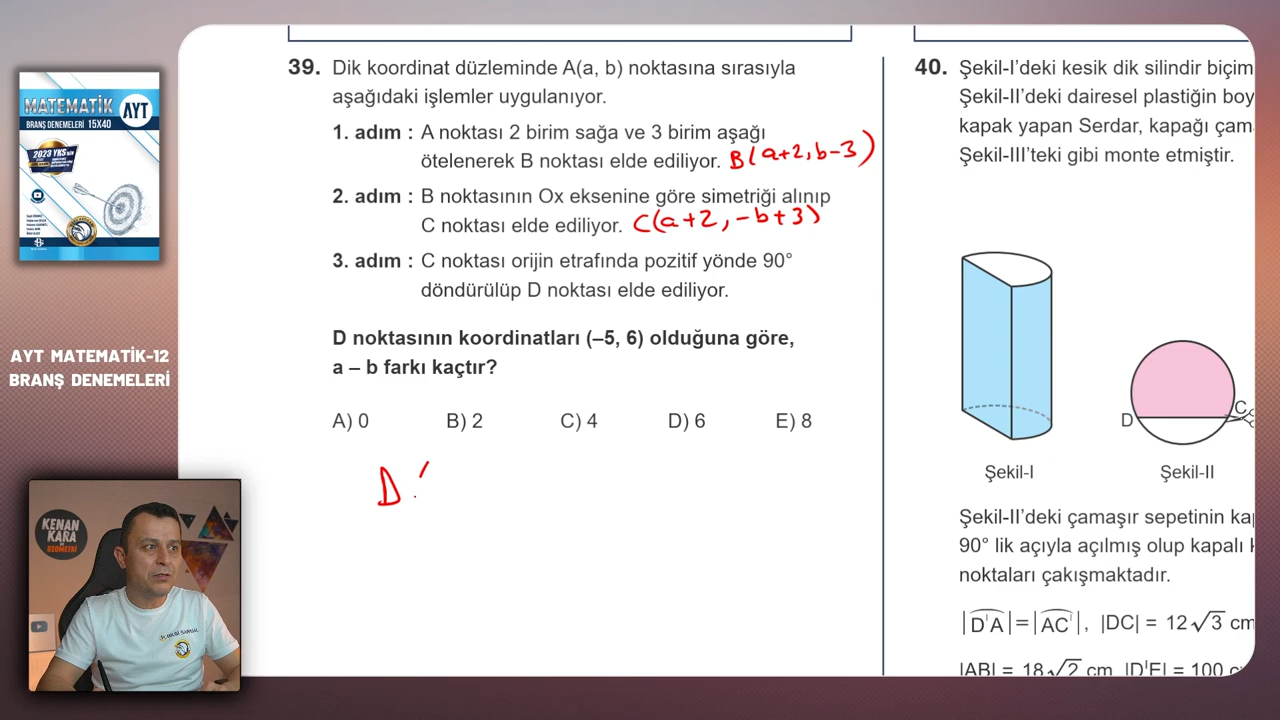 MATEMATİK
AYT
BRANŞ DENEMELERİ 15X40
AYT MATEMATİK-12
BRANŞ DENEMELERİ
KENAN
KARA
GEOMETRİ
39. Dik koordinat düzleminde A(a, b) noktasına sırasıyla
aşağıdaki işlemler uygulanıyor.
1. adım : A noktası 2 birim sağa ve 3 birim aşağı
ötelenerek B noktası elde ediliyor. B(a+2, b-3)
2. adım : B noktasının Ox eksenine göre simetriği alınıp
C noktası elde ediliyor. C(a+2, -b+3)
3. adım : C noktası orijin etrafında pozitif yönde 90°
döndürülüp D noktası elde ediliyor.
D noktasının koordinatları (–5, 6) olduğuna göre,
a – b farkı kaçtır?
A) 0 B) 2 C) 4 D) 6 E) 8
D
40. Şekil-I'deki kesik dik silindir biçim
Şekil-II'deki dairesel plastiğin boy
kapak yapan Serdar, kapağı çam
Şekil-III'teki gibi monte etmiştir.
D C
Şekil-I Şekil-II
Şekil-II'deki çamaşır sepetinin ka
90° lik açıyla açılmış olup kapalı
noktaları çakışmaktadır.
|D'A| = |AC'|, |DC| = 12√3 cm
|AB| = 18√2 cm, |D'E| = 100 c